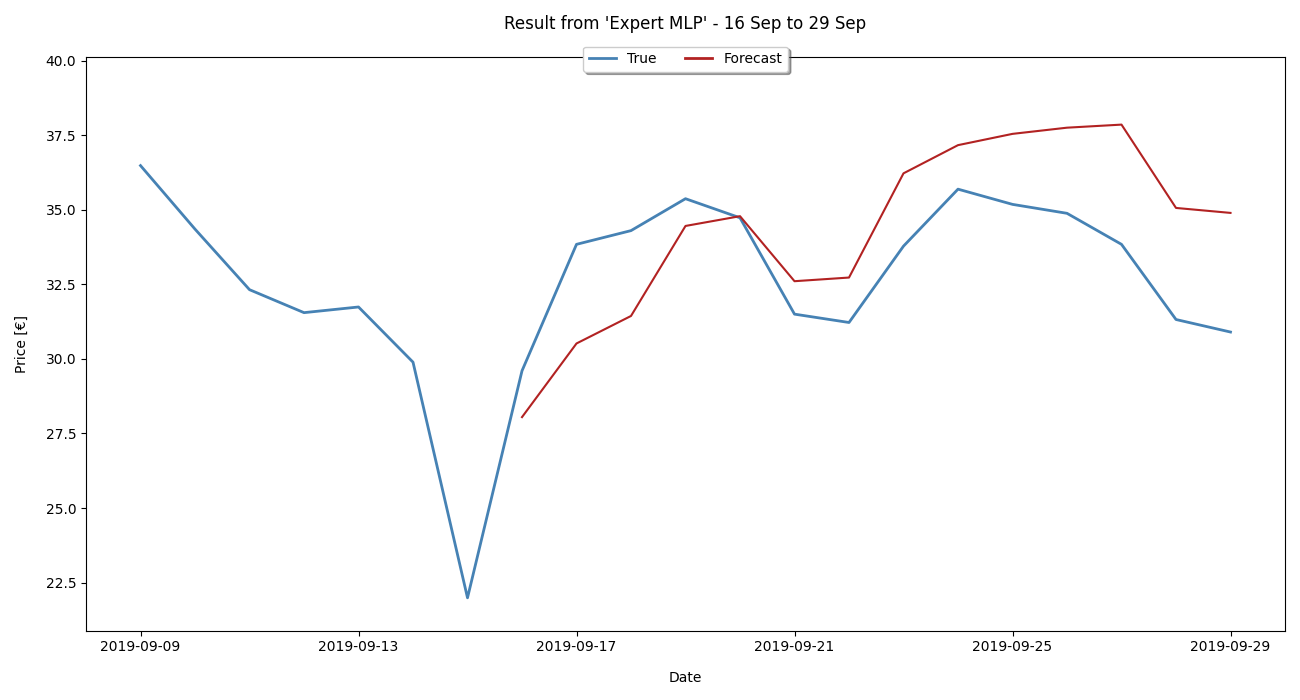 Result from 'Expert MLP' - 16 Sep to 29 Sep
True Forecast
40.0
37.5
35.0
32.5
30.0
27.5
25.0
22.5
Price [€]
2019-09-09 2019-09-13 2019-09-17 2019-09-21 2019-09-25 2019-09-29
Date